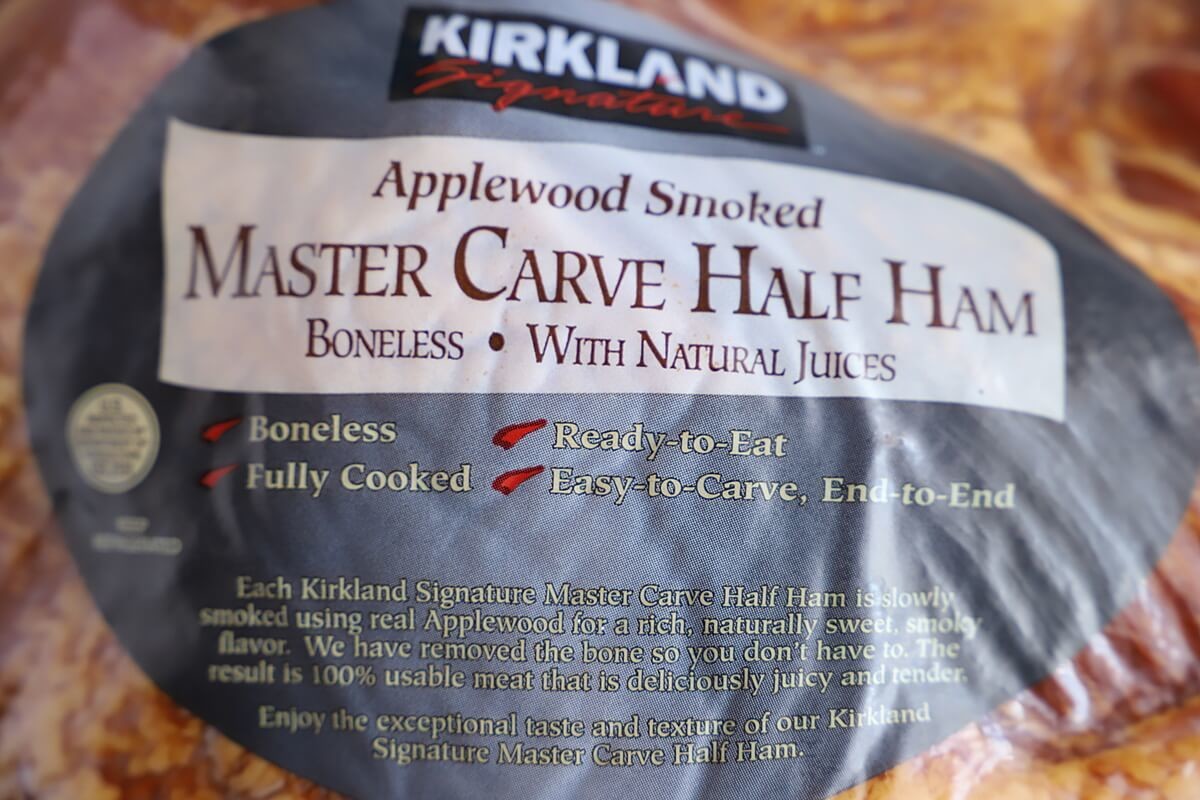 KIRKLAND
Signature
Applewood Smoked
MASTER CARVE HALF HAM
BONELESS • WITH NATURAL JUICES
Boneless
Ready-to-Eat
Fully Cooked
Easy-to-Carve, End-to-End
Each Kirkland Signature Master Carve Half Ham is slowly
smoked using real Applewood for a rich, naturally sweet, smoky
flavor. We have removed the bone so you don't have to. The
result is 100% usable meat that is deliciously juicy and tender.
Enjoy the exceptional taste and texture of our Kirkland
Signature Master Carve Half Ham.